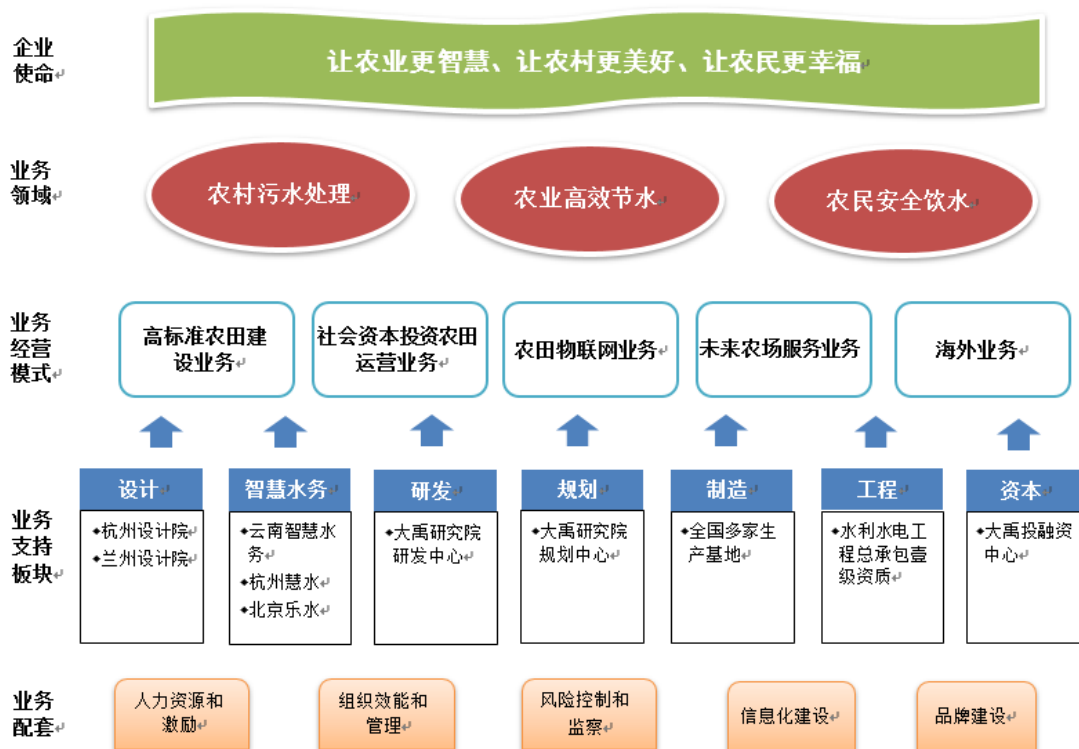 企业
使命
让农业更智慧、让农村更美好、让农民更幸福
业务
领域
农村污水处理
农业高效节水
农民安全饮水
业务
经营
模式
高标准农田建
设业务
社会资本投资农田
运营业务
农田物联网业务
未来农场服务业务
海外业务
业务
支持
板块
设计
◆杭州设计院
◆兰州设计院
智慧水务
◆云南智慧水
务
◆杭州慧水
◆北京乐水
研发
◆大禹研究院
研发中心
规划
◆大禹研究院
规划中心
制造
◆全国多家生
产基地
工程
◆水利水电工
程总承包壹
级资质
资本
◆大禹投融资
中心
业务
配套
人力资源和
激励
组织效能和
管理
风险控制和
监察
信息化建设
品牌建设